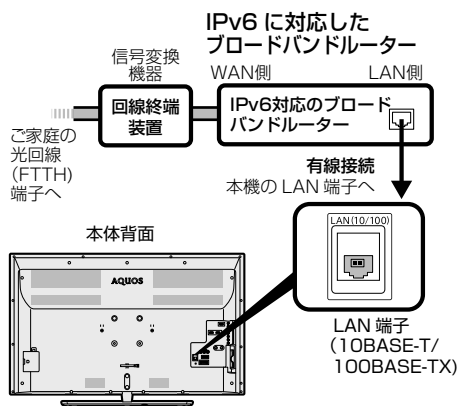 IPv6 に対応した
ブロードバンドルーター
信号変換
機器
WAN側
LAN側
回線終端
装置
IPv6対応のブロード
バンドルーター
ご家庭の
光回線
(FTTH)
端子へ
有線接続
本機の LAN 端子へ
LAN(10/100)
本体背面
AQUOS
LAN 端子
(10BASE-T/
100BASE-TX)